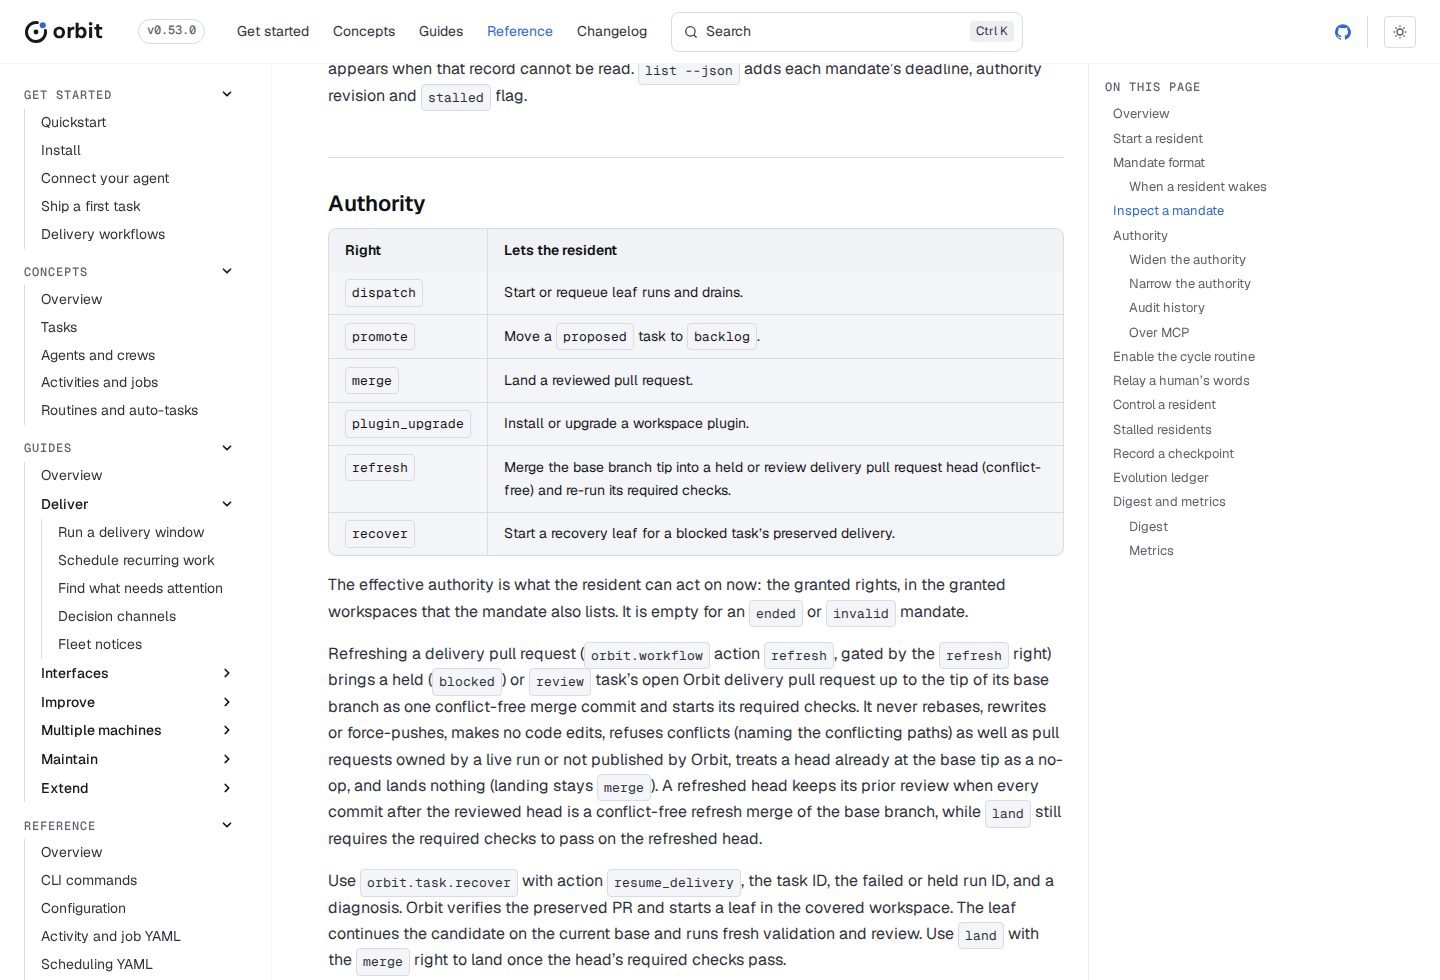 orbit
v0.53.0
Get started
Concepts
Guides
Reference
Changelog
Search
Ctrl K
GET STARTED
Quickstart
Install
Connect your agent
Ship a first task
Delivery workflows
CONCEPTS
Overview
Tasks
Agents and crews
Activities and jobs
Routines and auto-tasks
GUIDES
Overview
Deliver
Run a delivery window
Schedule recurring work
Find what needs attention
Decision channels
Fleet notices
Interfaces
Improve
Multiple machines
Maintain
Extend
REFERENCE
Overview
CLI commands
Configuration
Activity and job YAML
Scheduling YAML
appears when that record cannot be read. list --json adds each mandate's deadline, authority
revision and stalled flag.
Authority
Right Lets the resident
dispatch Start or requeue leaf runs and drains.
promote Move a proposed task to backlog.
merge Land a reviewed pull request.
plugin_upgrade Install or upgrade a workspace plugin.
refresh Merge the base branch tip into a held or review delivery pull request head (conflict-
free) and re-run its required checks.
recover Start a recovery leaf for a blocked task's preserved delivery.
The effective authority is what the resident can act on now: the granted rights, in the granted
workspaces that the mandate also lists. It is empty for an ended or invalid mandate.
Refreshing a delivery pull request (orbit.workflow action refresh, gated by the refresh right)
brings a held (blocked) or review task's open Orbit delivery pull request up to the tip of its base
branch as one conflict-free merge commit and starts its required checks. It never rebases, rewrites
or force-pushes, makes no code edits, refuses conflicts (naming the conflicting paths) as well as pull
requests owned by a live run or not published by Orbit, treats a head already at the base tip as a no-
op, and lands nothing (landing stays merge). A refreshed head keeps its prior review when every
commit after the reviewed head is a conflict-free refresh merge of the base branch, while land still
requires the required checks to pass on the refreshed head.
Use orbit.task.recover with action resume_delivery, the task ID, the failed or held run ID, and a
diagnosis. Orbit verifies the preserved PR and starts a leaf in the covered workspace. The leaf
continues the candidate on the current base and runs fresh validation and review. Use land with
the merge right to land once the head's required checks pass.
ON THIS PAGE
Overview
Start a resident
Mandate format
When a resident wakes
Inspect a mandate
Authority
Widen the authority
Narrow the authority
Audit history
Over MCP
Enable the cycle routine
Relay a human's words
Control a resident
Stalled residents
Record a checkpoint
Evolution ledger
Digest and metrics
Digest
Metrics